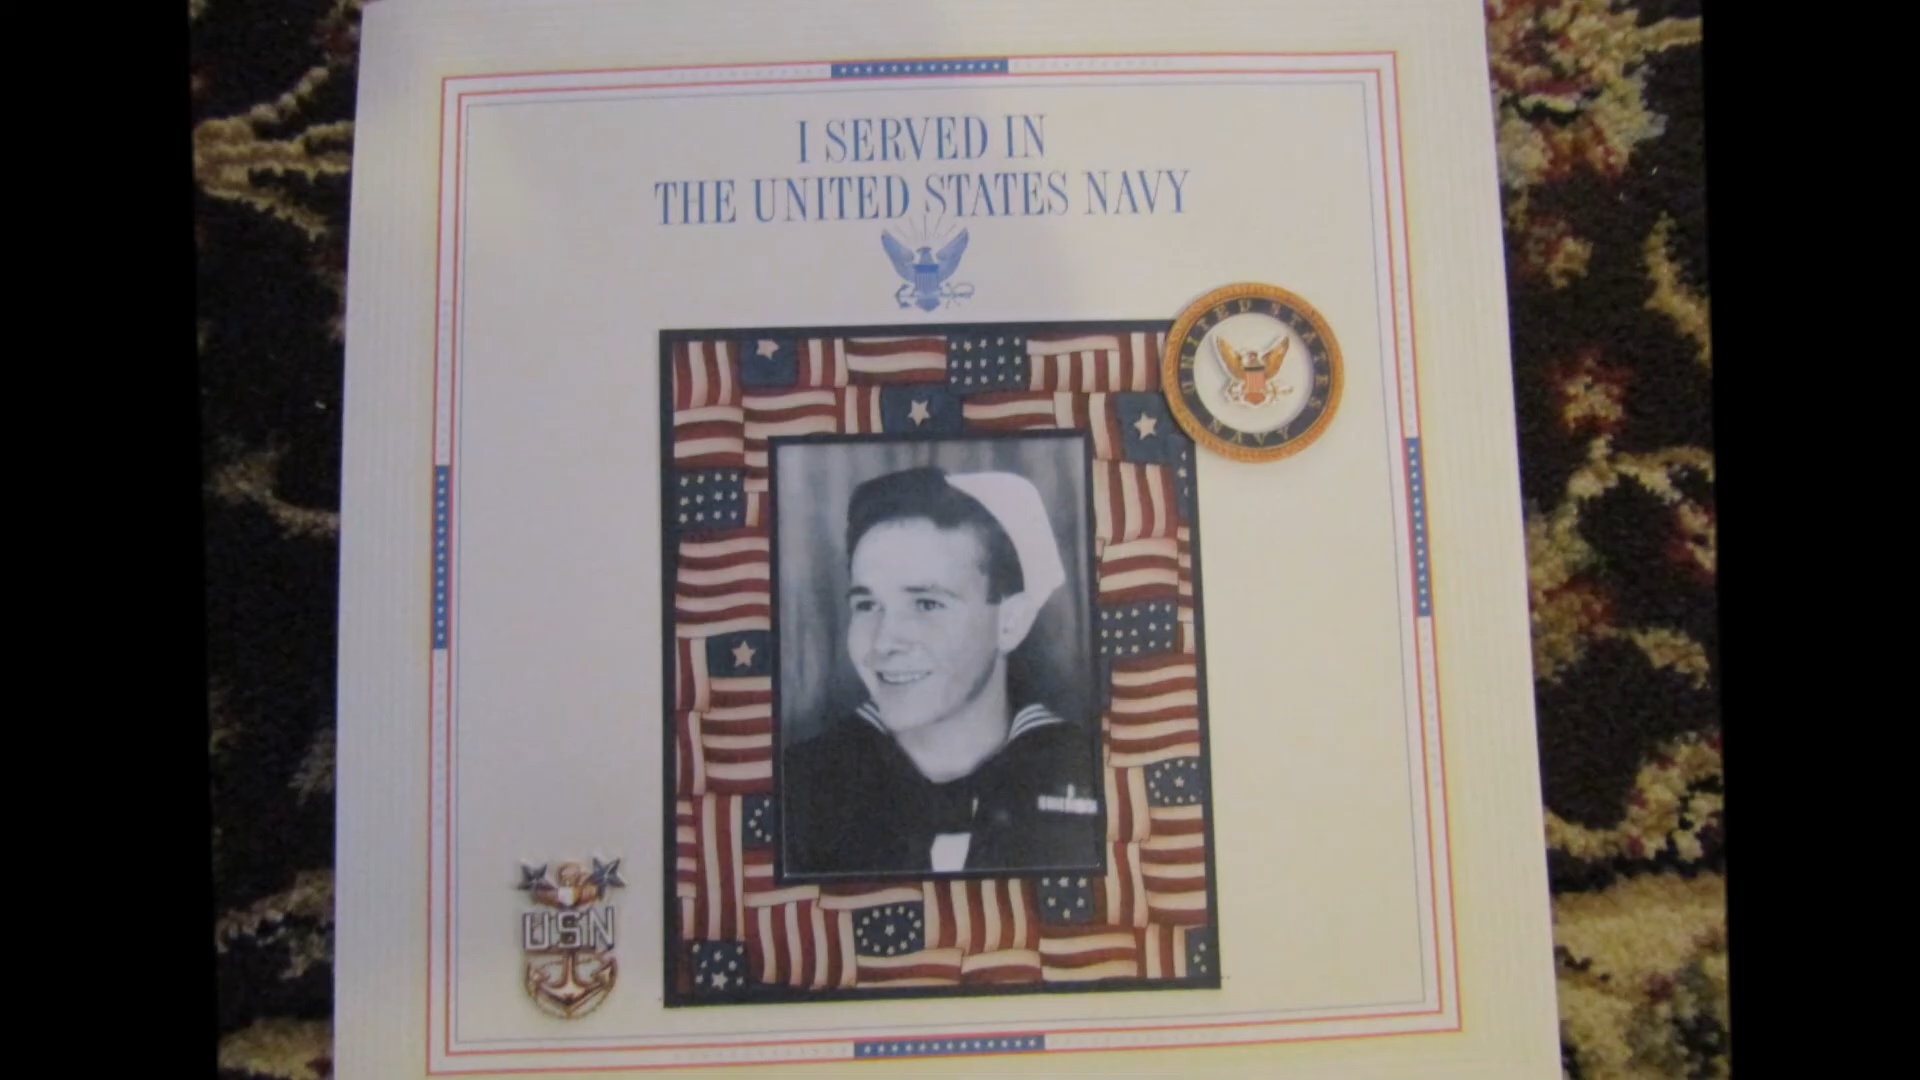 I SERVED IN
THE UNITED STATES NAVY
UNITED STATES
NAVY
USN